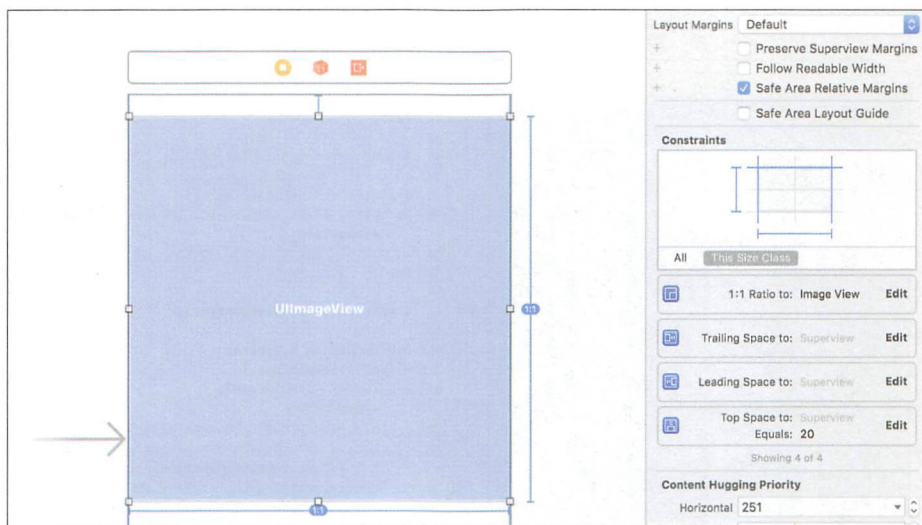 Layout Margins Default
Preserve Superview Margins
Follow Readable Width
Safe Area Relative Margins
Safe Area Layout Guide
Constraints
All This Size Class
1:1 Ratio to: Image View Edit
Trailing Space to: Superview Edit
Leading Space to: Superview Edit
Top Space to: Superview Edit
Equals: 20
Showing 4 of 4
Content Hugging Priority
Horizontal 251
UIImageView
1:1
1:1